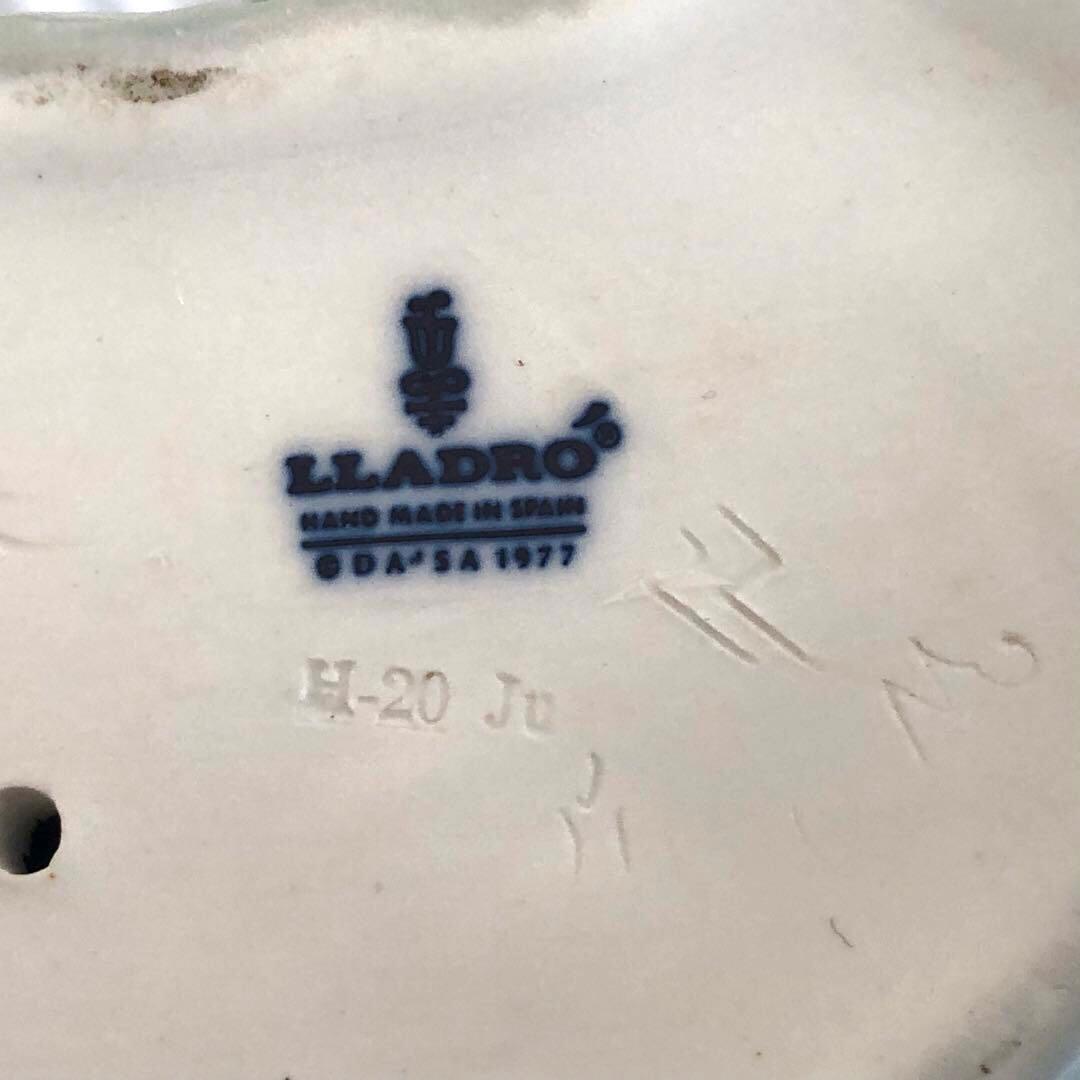 LLADRÓ®
HAND MADE IN SPAIN
© DAISA 1977
H-20 Ju